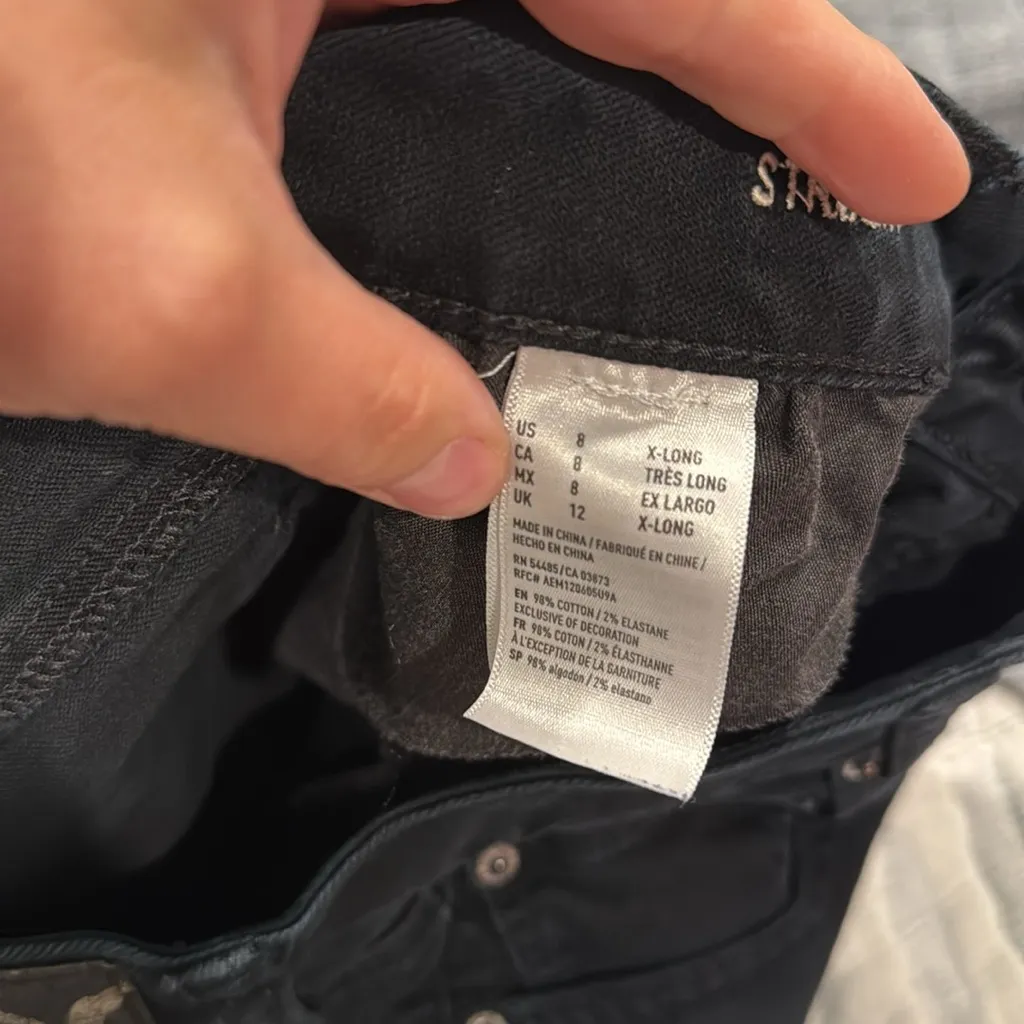 US 8 X-LONG
CA 8 TRÈS LONG
MX 8 EX LARGO
UK 12 X-LONG
MADE IN CHINA / FABRIQUÉ EN CHINE /
HECHO EN CHINA
RN 54485/CA 03873
RFC# AEM120605U9A
EN 98% COTTON / 2% ELASTANE
EXCLUSIVE OF DECORATION
FR 98% COTON / 2% ÉLASTHANNE
À L'EXCEPTION DE LA GARNITURE
SP 98% algodón / 2% elastano